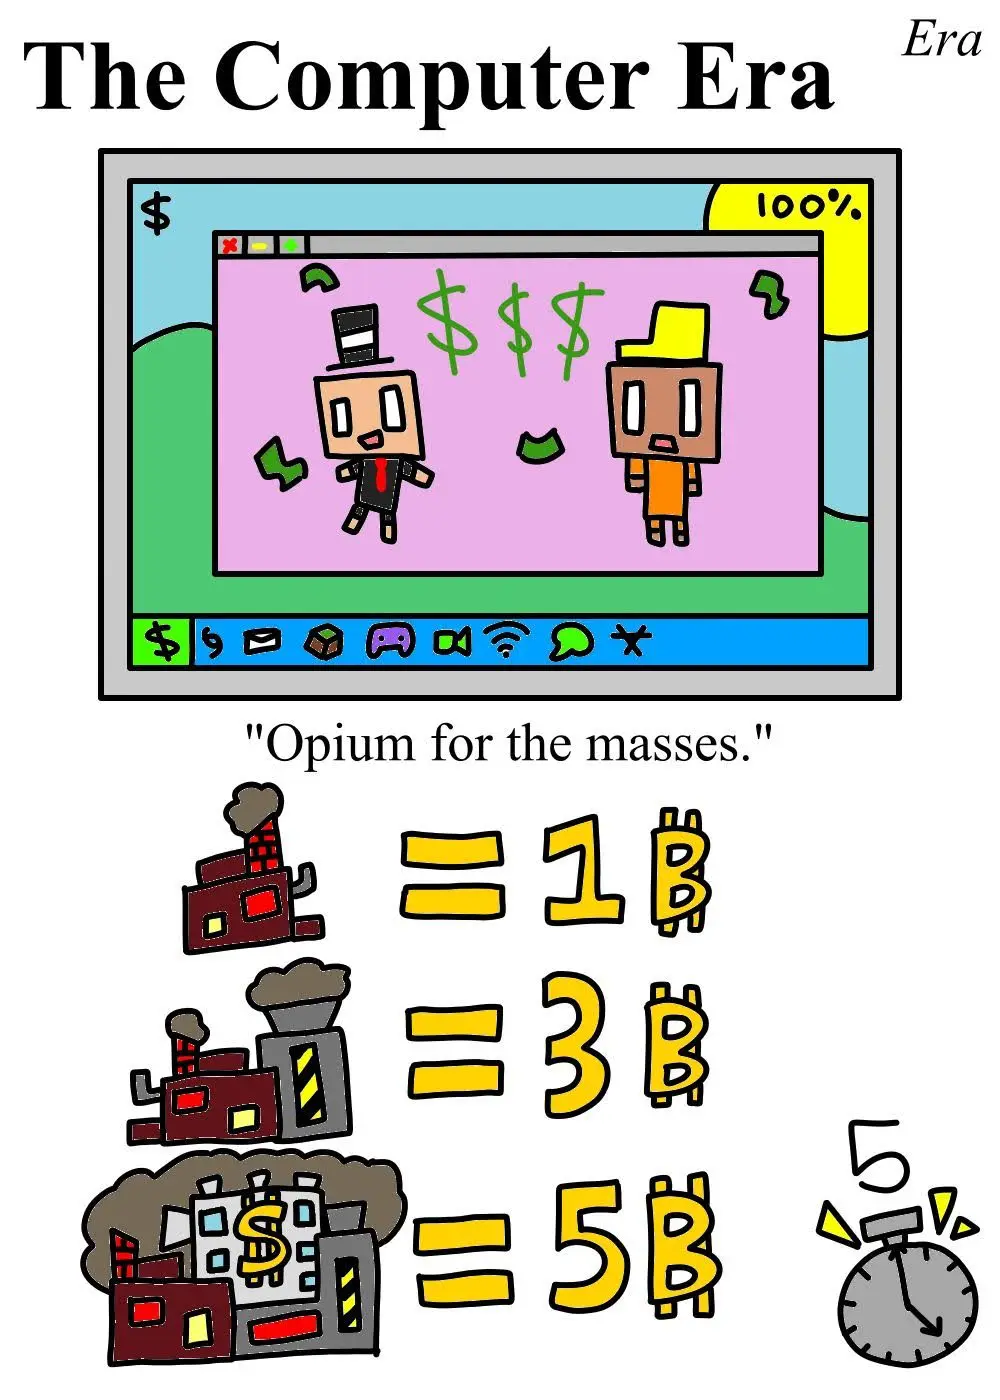 Era
The Computer Era
$
100%
$ $ $
$
"Opium for the masses."
= 1 ₿
= 3 ₿
5
$
= 5 ₿